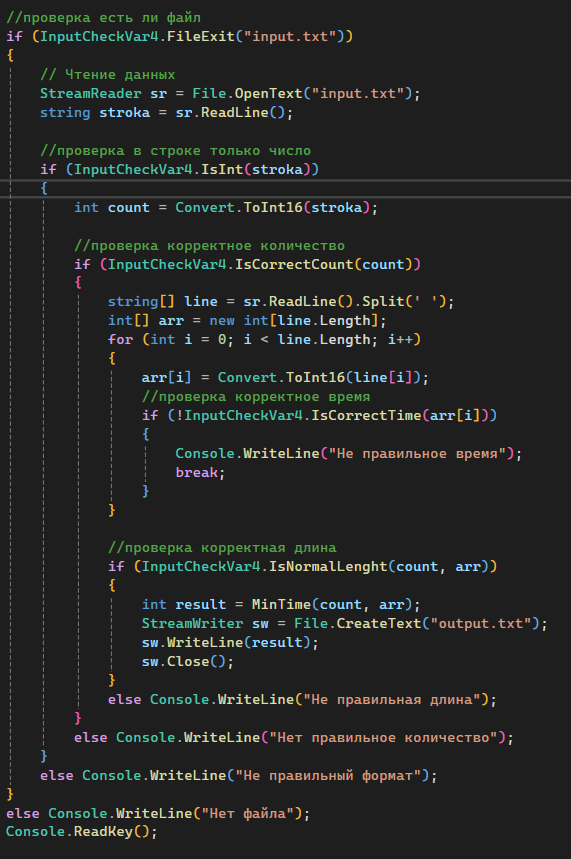 //проверка есть ли файл
if (InputCheckVar4.FileExit("input.txt"))
{
// Чтение данных
StreamReader sr = File.OpenText("input.txt");
string stroka = sr.ReadLine();
//проверка в строке только число
if (InputCheckVar4.IsInt(stroka))
{
int count = Convert.ToInt16(stroka);
//проверка корректное количество
if (InputCheckVar4.IsCorrectCount(count))
{
string[] line = sr.ReadLine().Split(' ');
int[] arr = new int[line.Length];
for (int i = 0; i < line.Length; i++)
{
arr[i] = Convert.ToInt16(line[i]);
//проверка корректное время
if (!InputCheckVar4.IsCorrectTime(arr[i]))
{
Console.WriteLine("Не правильное время");
break;
}
}
//проверка корректная длина
if (InputCheckVar4.IsNormalLenght(count, arr))
{
int result = MinTime(count, arr);
StreamWriter sw = File.CreateText("output.txt");
sw.WriteLine(result);
sw.Close();
}
else Console.WriteLine("Не правильная длина");
}
else Console.WriteLine("Нет правильное количество");
}
else Console.WriteLine("Не правильный формат");
}
else Console.WriteLine("Нет файла");
Console.ReadKey();